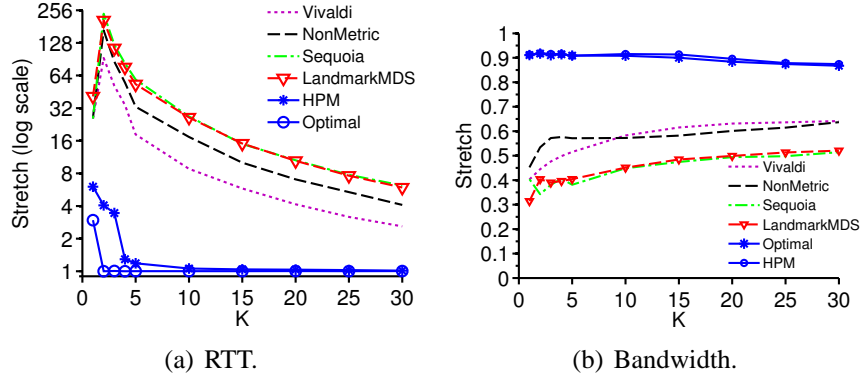 256
128
64
32
16
8
4
2
1
Stretch (log scale)
0 5 10 15 20 25 30
K
Vivaldi
NonMetric
Sequoia
LandmarkMDS
HPM
Optimal
(a) RTT.
1
0.9
0.8
0.7
0.6
0.5
0.4
0.3
0.2
0.1
0
Stretch
0 5 10 15 20 25 30
K
Vivaldi
NonMetric
Sequoia
LandmarkMDS
Optimal
HPM
(b) Bandwidth.